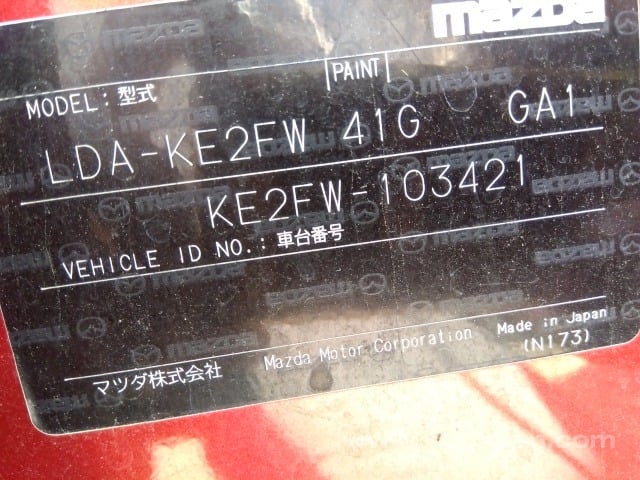 mazda
MODEL: 型式 PAINT
LDA-KE2FW 41G GA1
KE2FW-103421
VEHICLE ID NO.: 車台番号
マツダ株式会社 Mazda Motor Corporation Made in Japan
(N173)